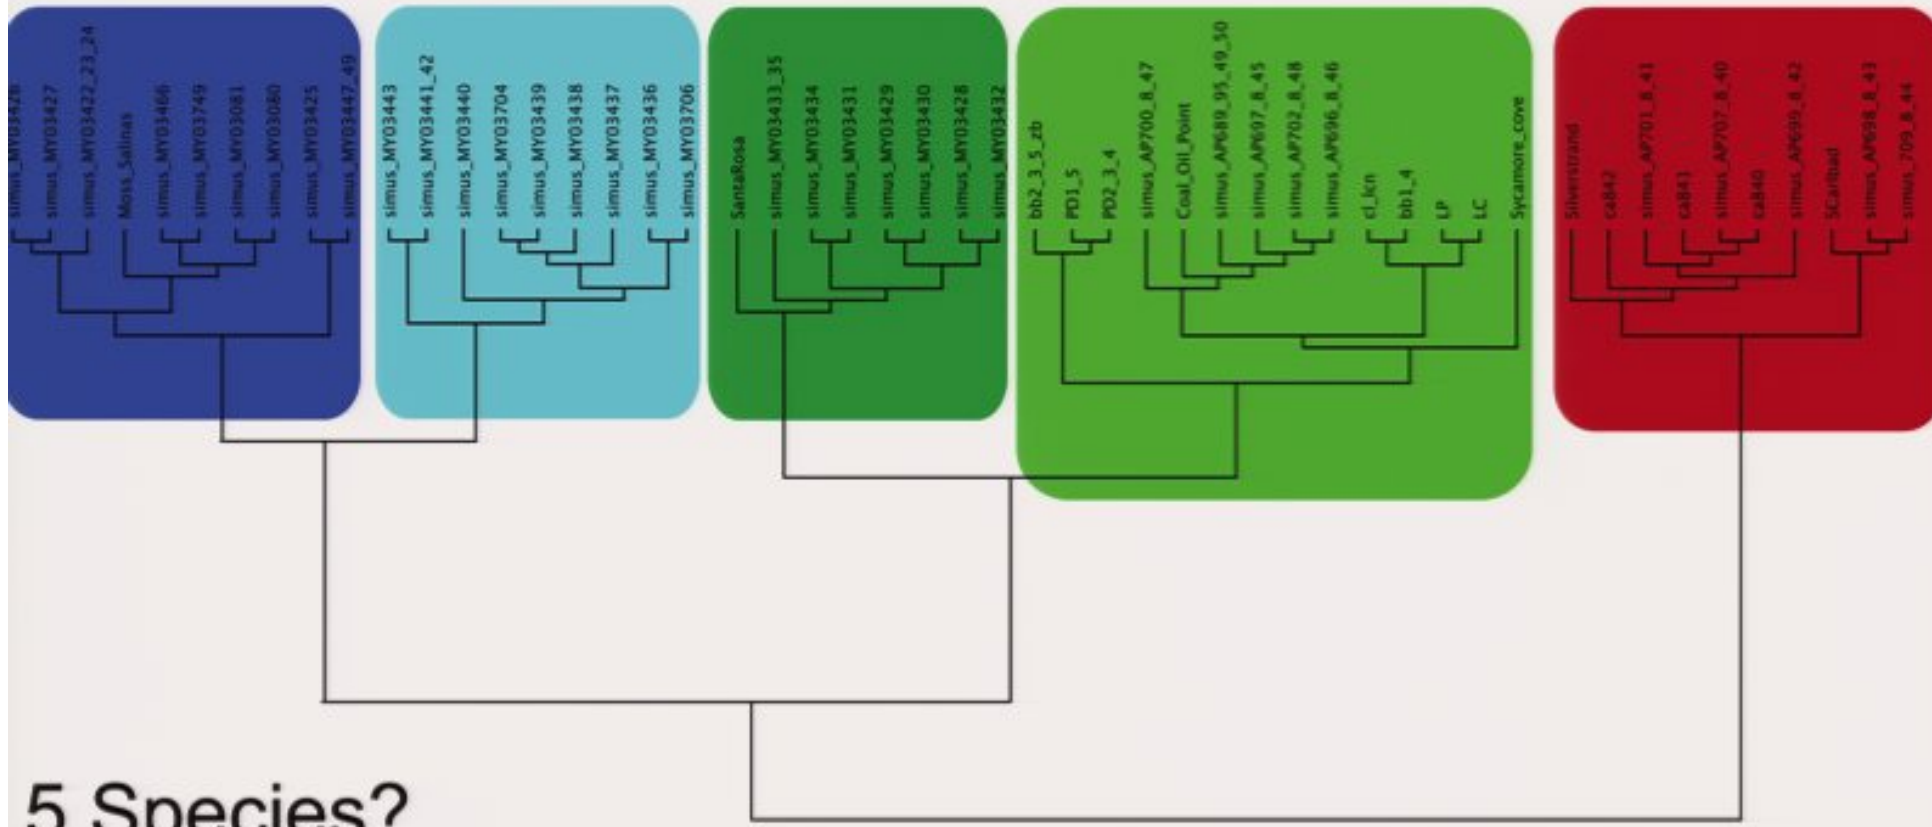 simus_MY03427
simus_MY03422_23_24
Moss_Salinas
simus_MY03466
simus_MY03749
simus_MY03081
simus_MY03080
simus_MY03425
simus_MY03447_49
simus_MY03443
simus_MY03441_42
simus_MY03440
simus_MY03704
simus_MY03439
simus_MY03438
simus_MY03437
simus_MY03436
simus_MY03706
SantaRosa
simus_MY03433_35
simus_MY03434
simus_MY03431
simus_MY03429
simus_MY03430
simus_MY03428
simus_MY03432
bb2_3_5_zb
PD1_5
PD2_3_4
simus_AP700_8_47
Coal_Oil_Point
simus_AP689_95_49_50
simus_AP697_8_45
simus_AP702_8_48
simus_AP696_8_46
bb1_4
LP
LC
Sycamore_cove
Silverstrand
ca842
simus_AP701_8_41
ca841
simus_AP707_8_40
ca840
simus_AP699_8_42
SCarlbad
simus_AP698_8_43
simus_709_8_44
5 Species?